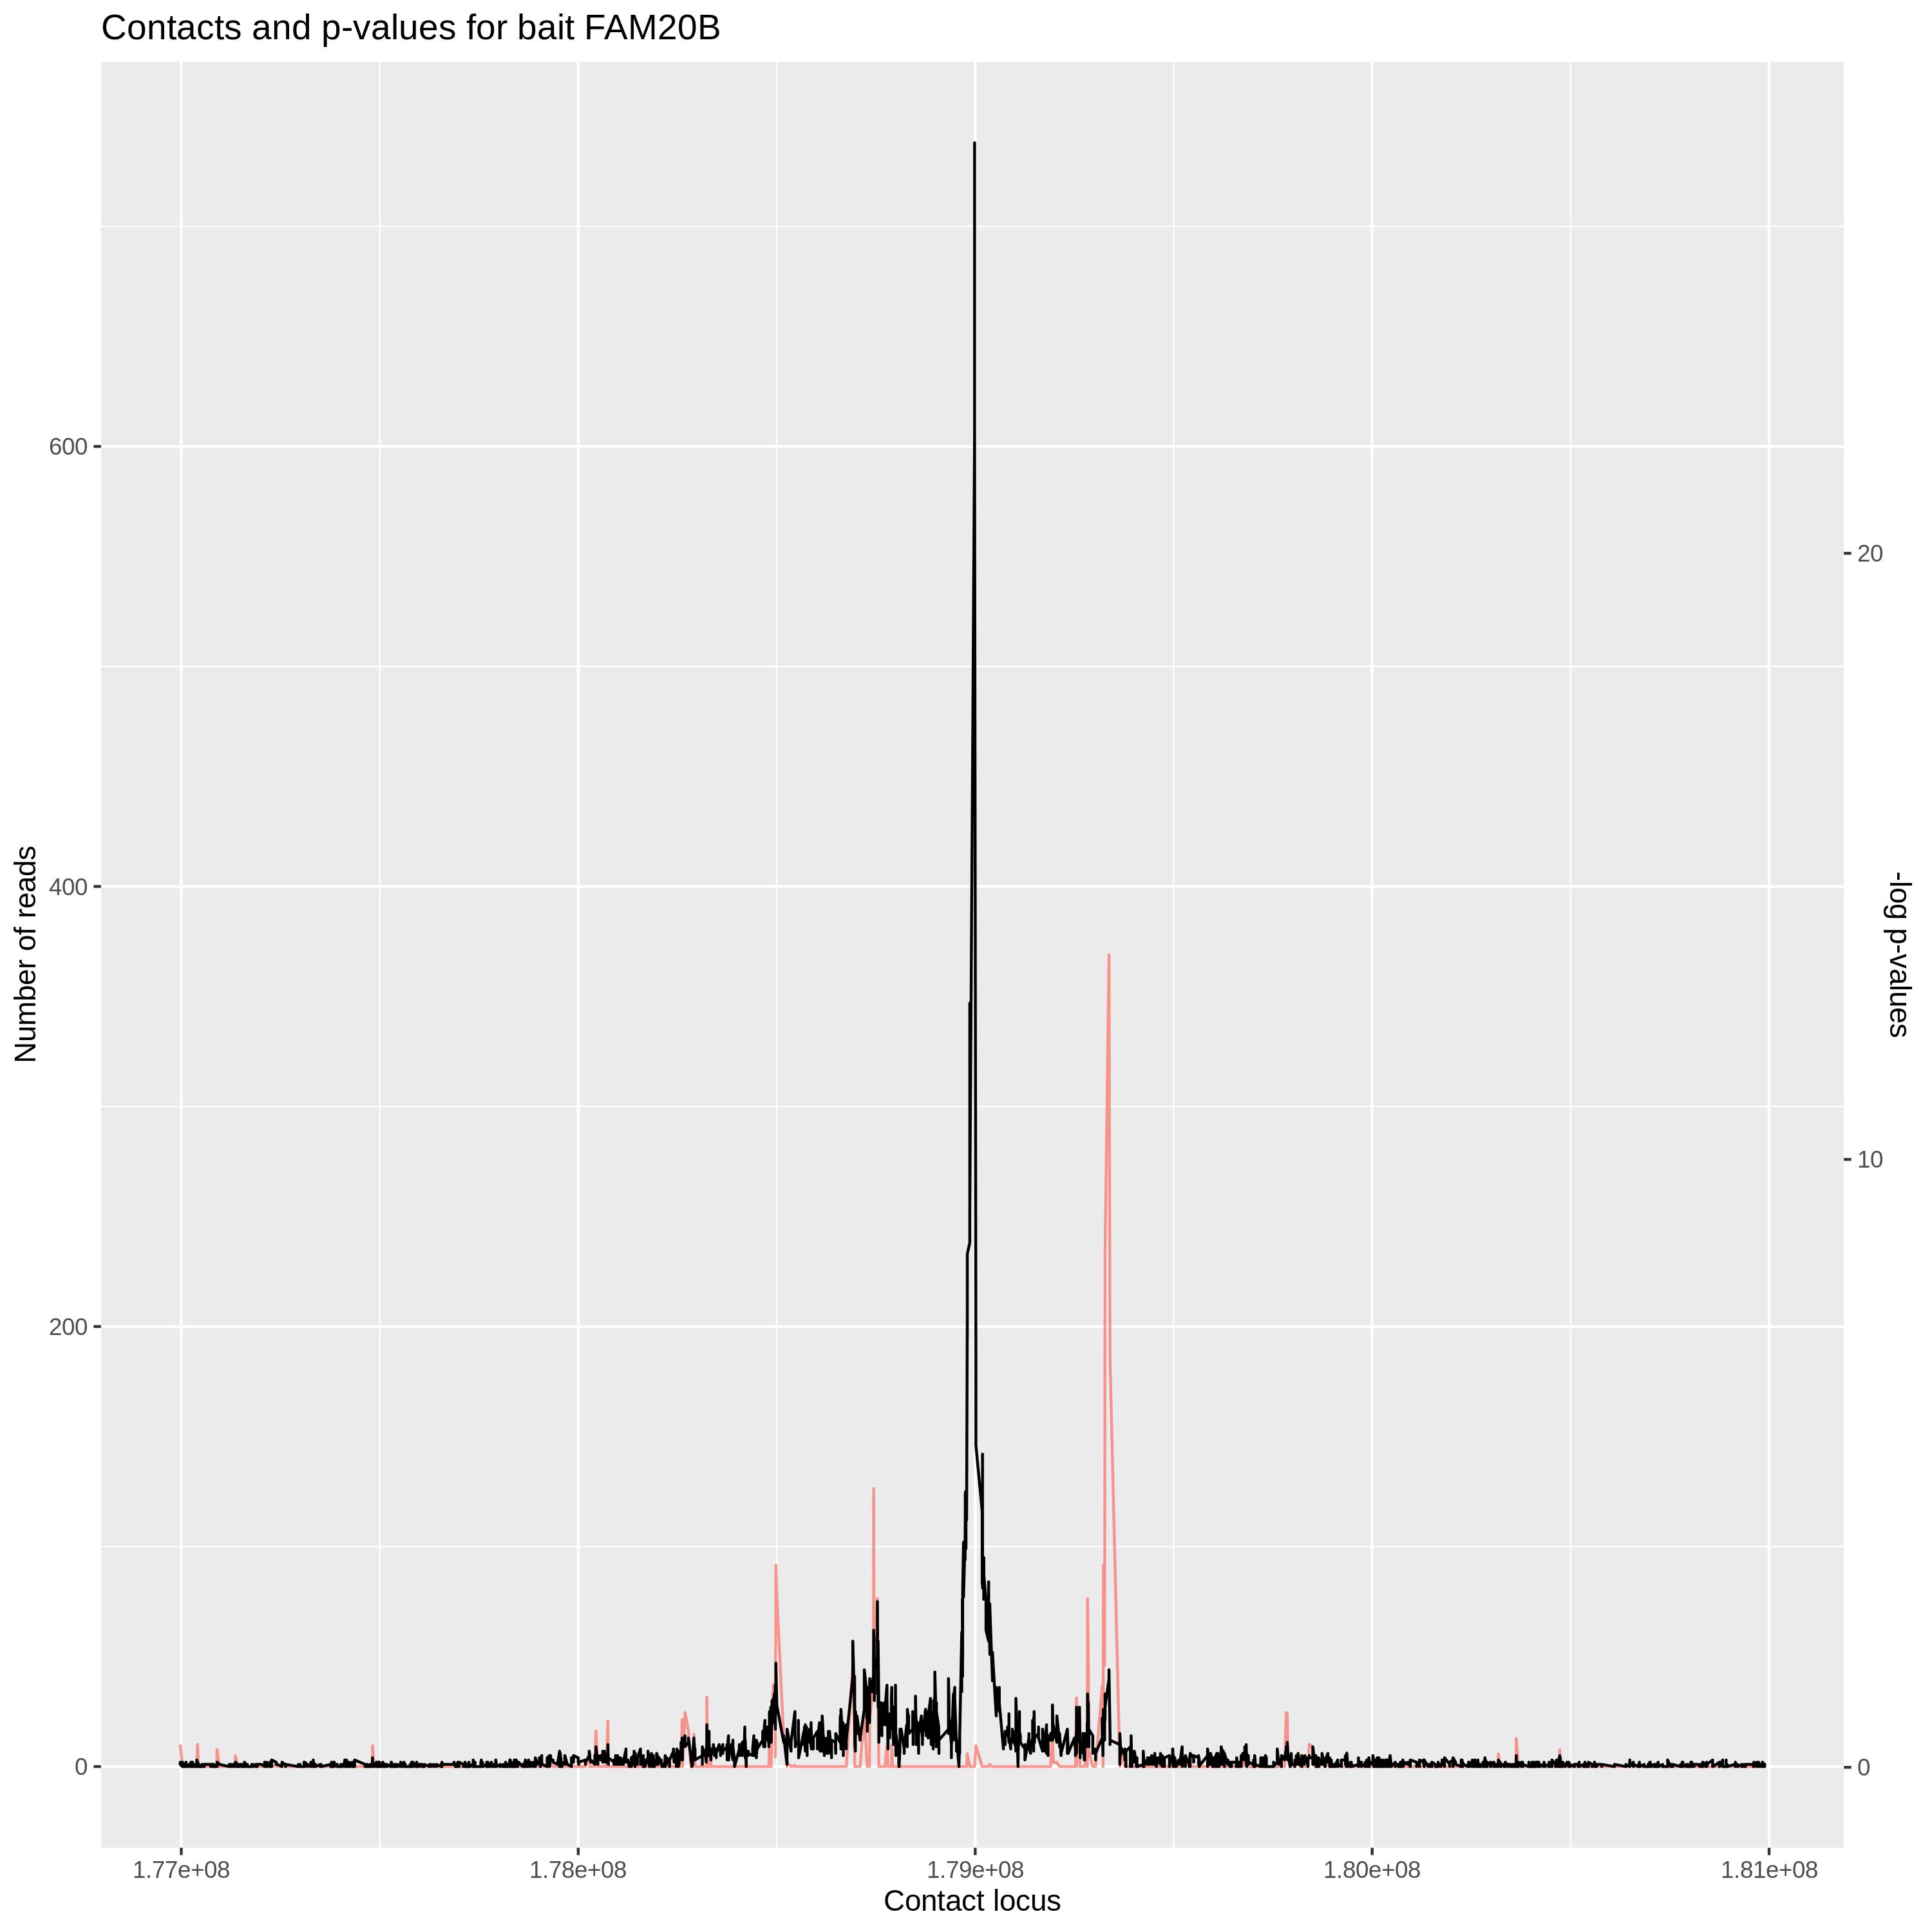 Contacts and p-values for bait FAM20B
600
400
200
0
Number of reads
20
10
0
-log p-values
1.77e+08
1.78e+08
1.79e+08
1.80e+08
1.81e+08
Contact locus